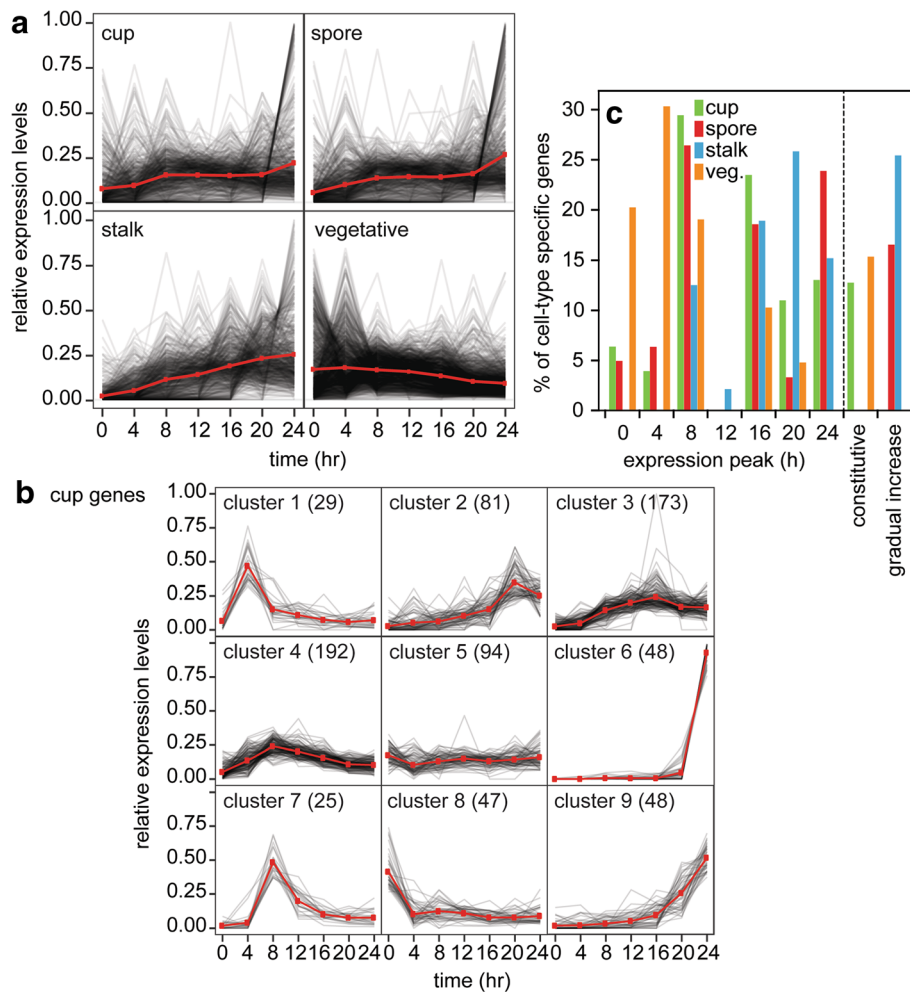 a
relative expression levels
1.00
0.75
0.50
0.25
0.00
1.00
0.75
0.50
0.25
0.00
cup
spore
stalk
vegetative
0 4 8 12 16 20 24 0 4 8 12 16 20 24
time (hr)
c
% of cell-type specific genes
30
25
20
15
10
5
0
cup
spore
stalk
veg.
0 4 8 12 16 20 24
expression peak (h)
constitutive
gradual increase
b cup genes
relative expression levels
1.00
0.75
0.50
0.25
0.00
cluster 1 (29) cluster 2 (81) cluster 3 (173)
0.75
0.50
0.25
0.00
cluster 4 (192) cluster 5 (94) cluster 6 (48)
0.75
0.50
0.25
0.00
cluster 7 (25) cluster 8 (47) cluster 9 (48)
0 4 8 12 16 20 24 0 4 8 12 16 20 24 0 4 8 12 16 20 24
time (hr)